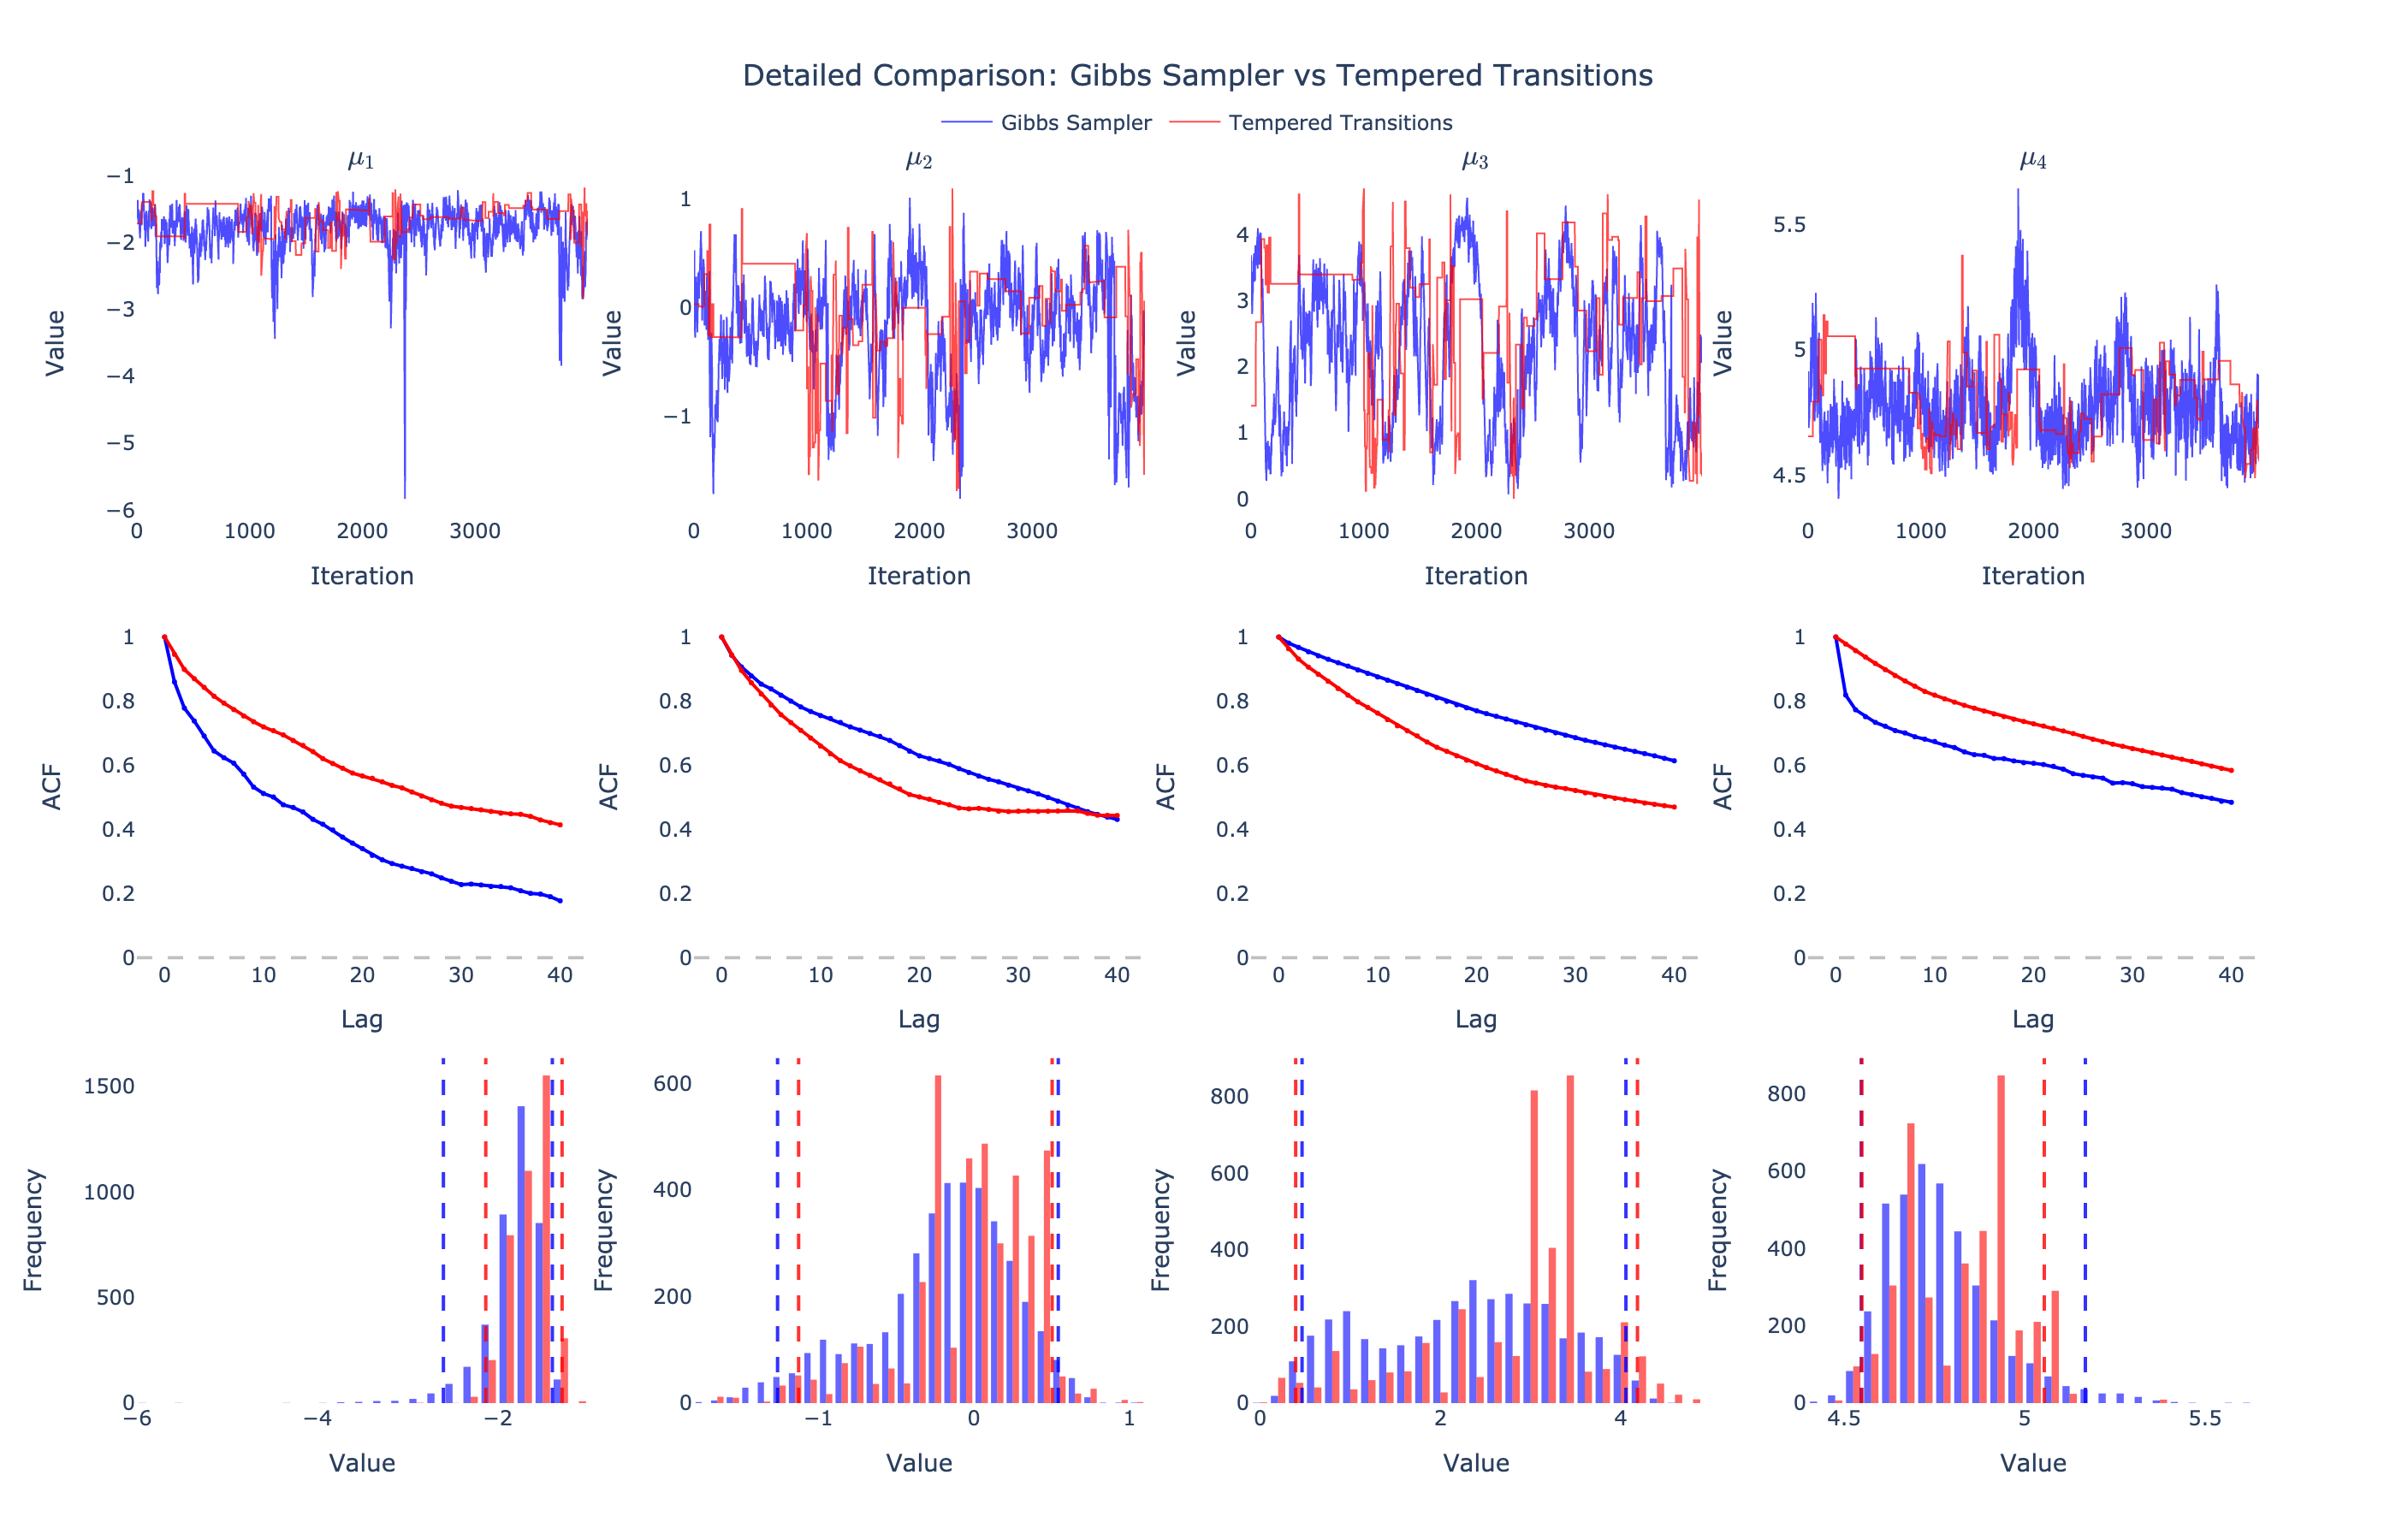 Detailed Comparison: Gibbs Sampler vs Tempered Transitions
Gibbs Sampler Tempered Transitions
μ1 μ2 μ3 μ4
Value
−1
−2
−3
−4
−5
−6
0 1000 2000 3000
Iteration
Value
1
0
−1
0 1000 2000 3000
Iteration
Value
4
3
2
1
0
0 1000 2000 3000
Iteration
Value
5.5
5
4.5
0 1000 2000 3000
Iteration
ACF
1
0.8
0.6
0.4
0.2
0
0 10 20 30 40
Lag
ACF
1
0.8
0.6
0.4
0.2
0
0 10 20 30 40
Lag
ACF
1
0.8
0.6
0.4
0.2
0
0 10 20 30 40
Lag
ACF
1
0.8
0.6
0.4
0.2
0
0 10 20 30 40
Lag
Frequency
1500
1000
500
0
−6 −4 −2
Value
Frequency
600
400
200
0
−1 0 1
Value
Frequency
800
600
400
200
0
0 2 4
Value
Frequency
800
600
400
200
0
4.5 5 5.5
Value